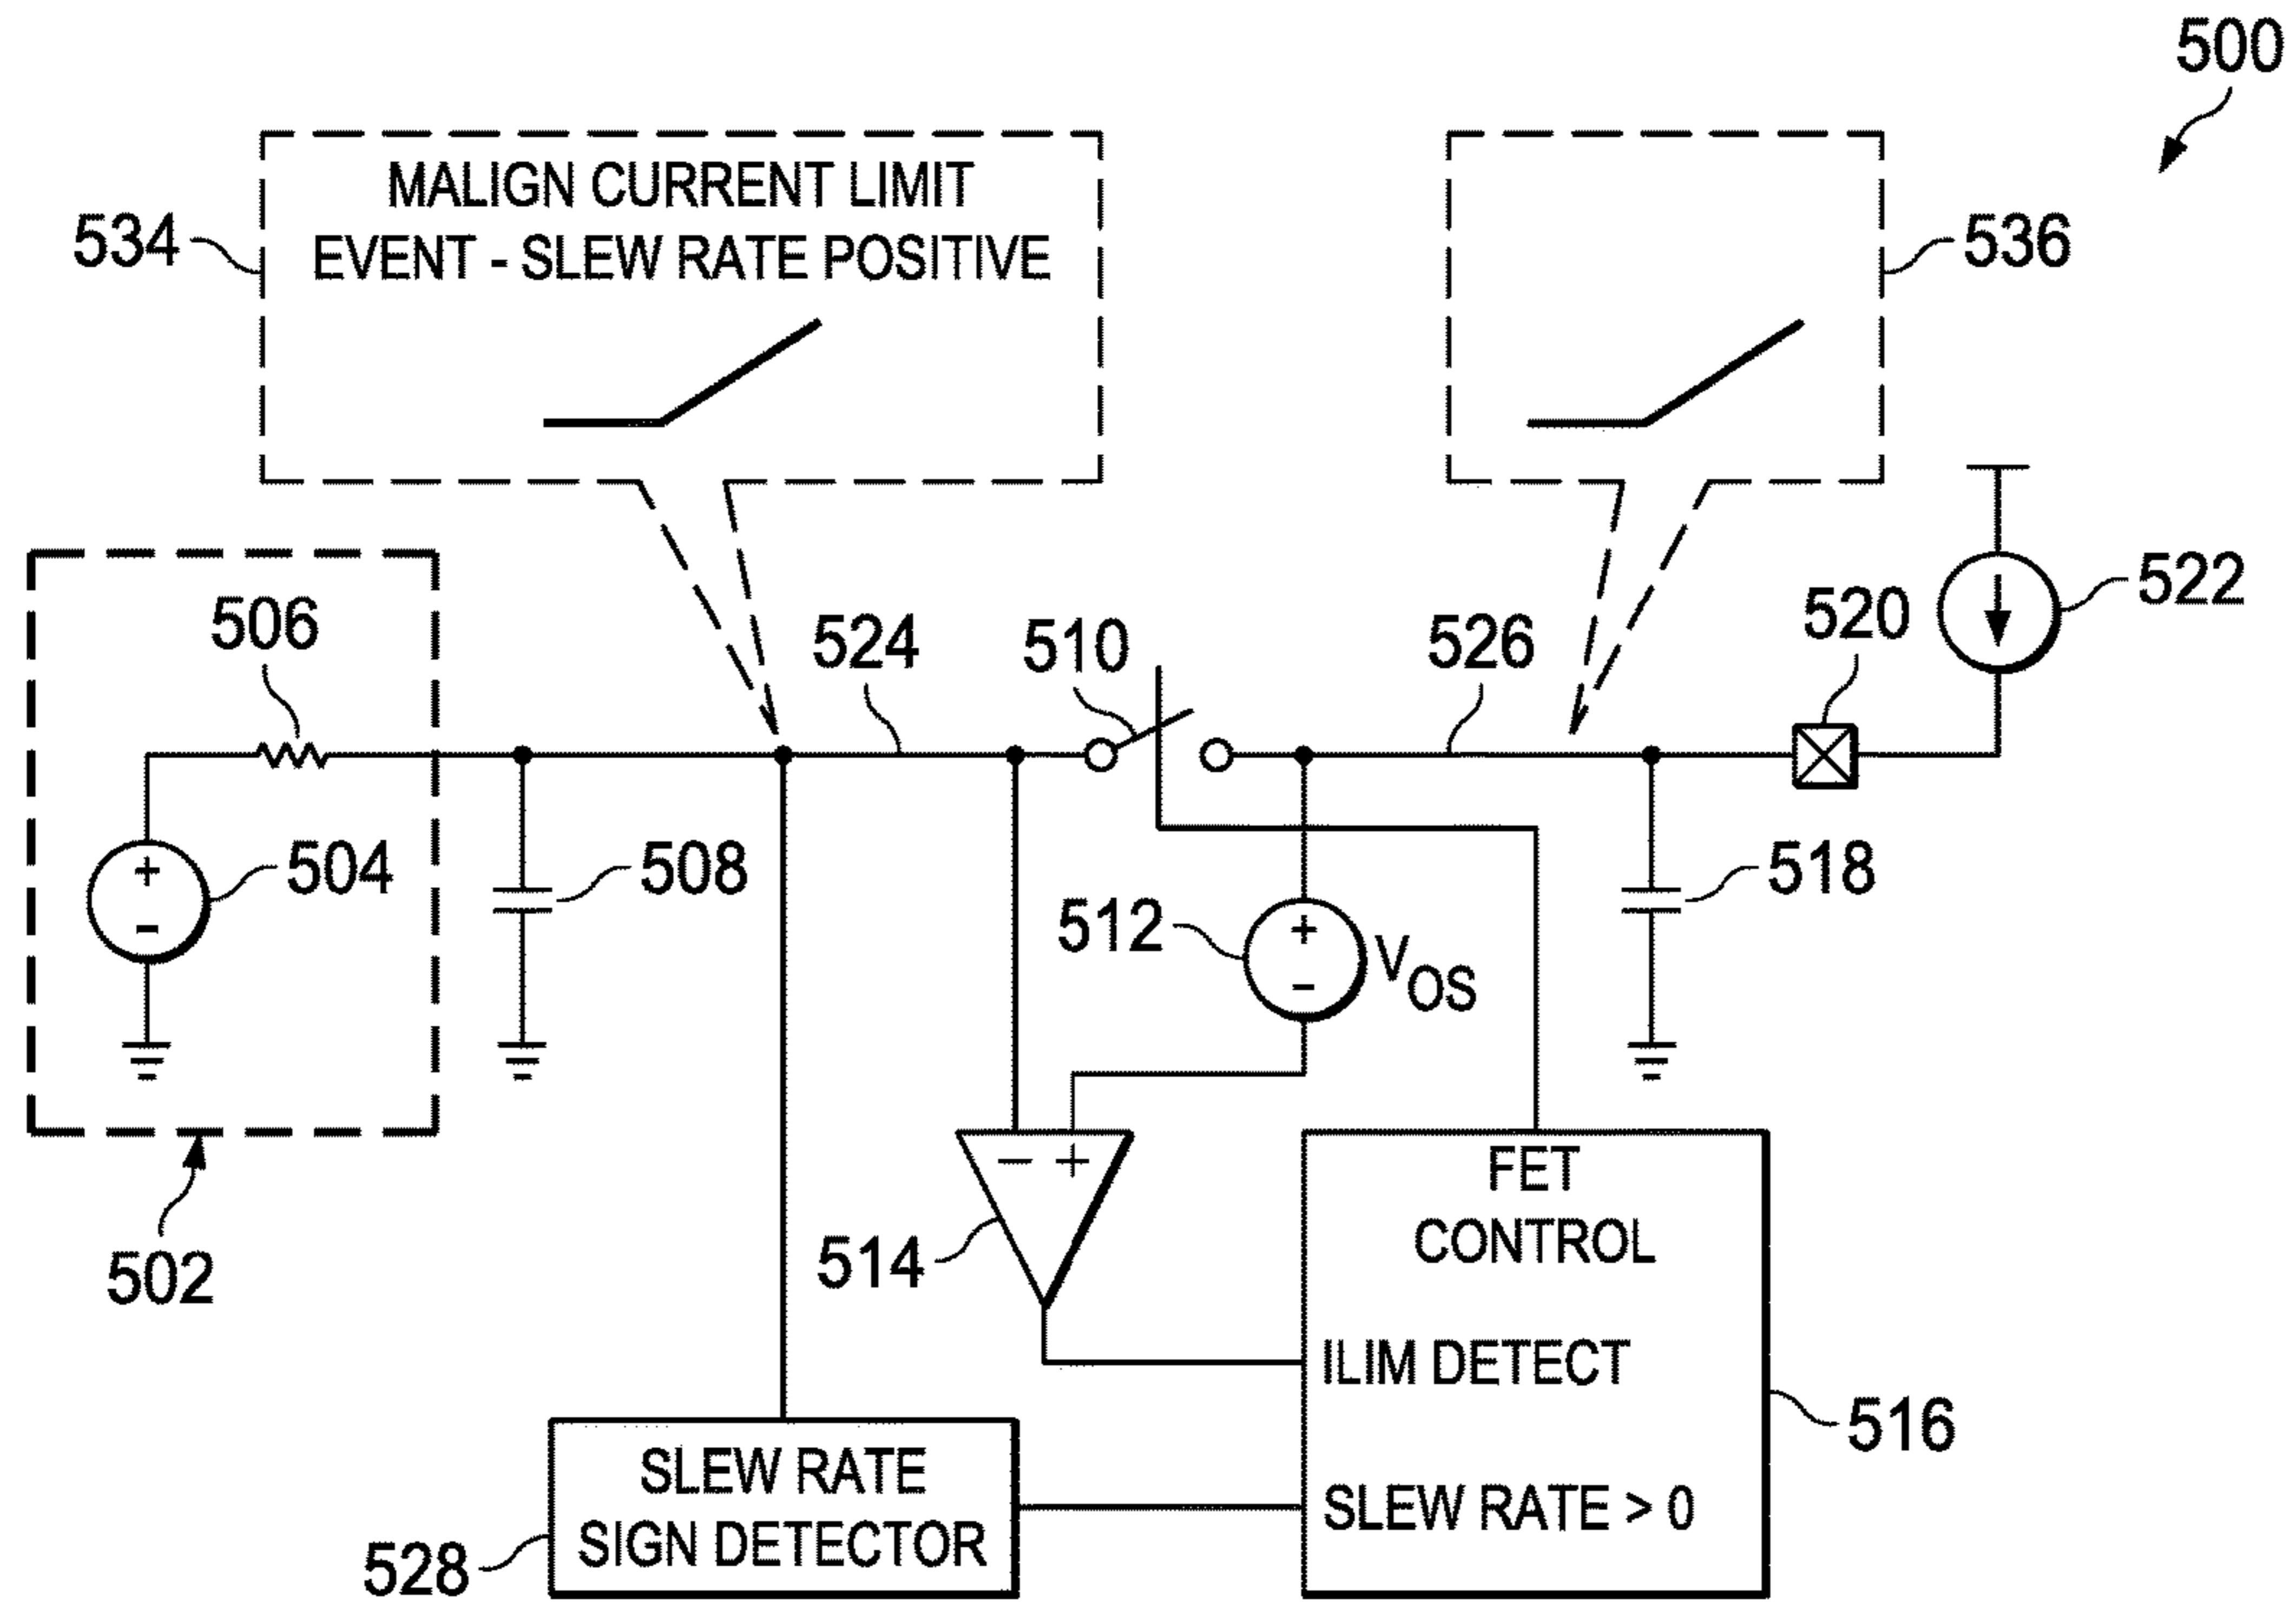 500
MALIGN CURRENT LIMIT
EVENT - SLEW RATE POSITIVE
534
536
506
524
510
526
520
522
504
508
512
+
-
+
-
VOS
518
502
514
- +
FET
CONTROL
ILIM DETECT
SLEW RATE > 0
516
SLEW RATE
SIGN DETECTOR
528